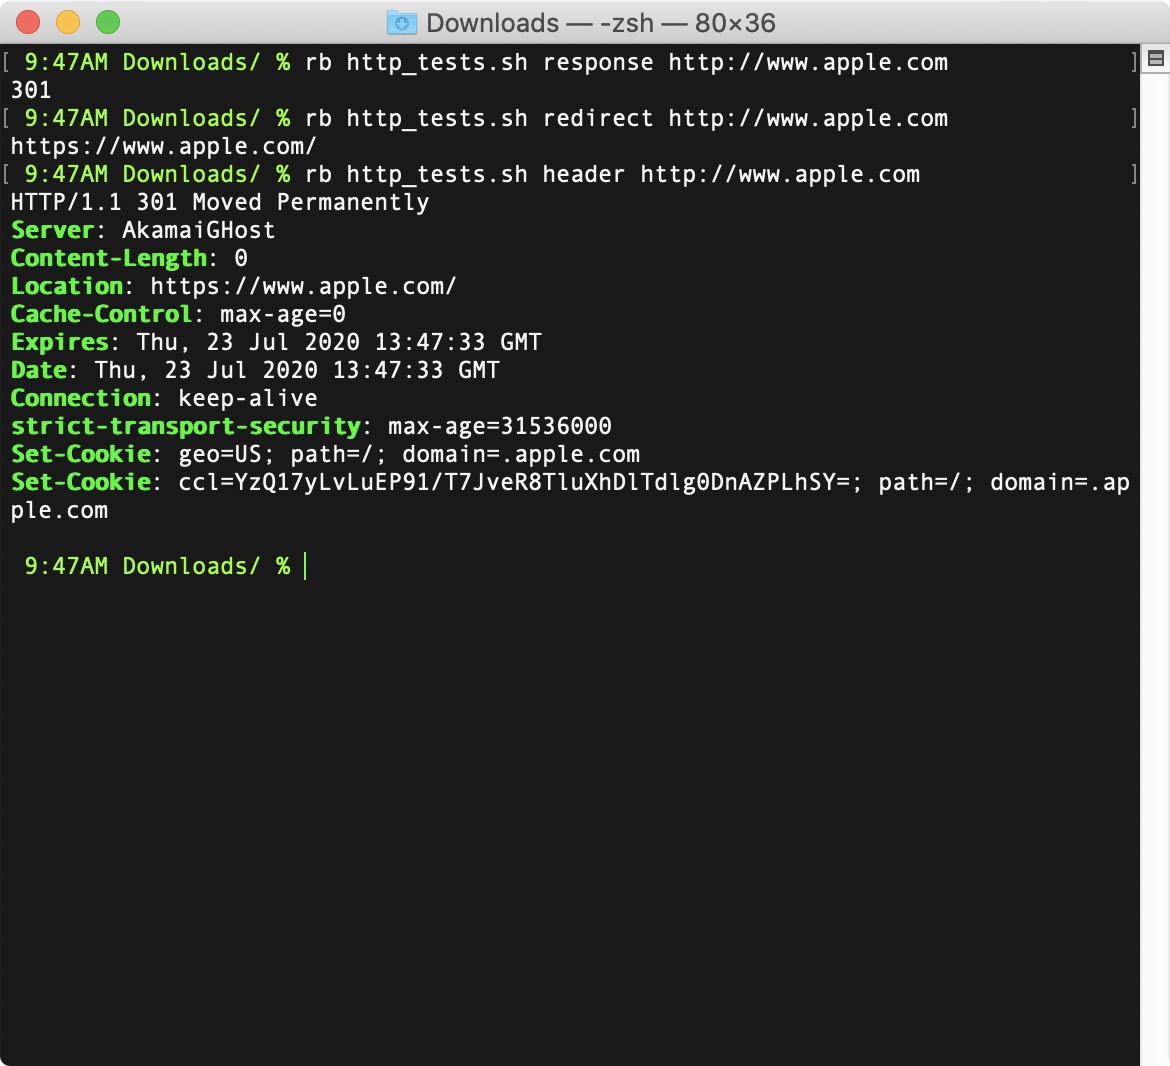 Downloads — -zsh — 80×36
[ 9:47AM Downloads/ % rb http_tests.sh response http://www.apple.com ]
301
[ 9:47AM Downloads/ % rb http_tests.sh redirect http://www.apple.com ]
https://www.apple.com/
[ 9:47AM Downloads/ % rb http_tests.sh header http://www.apple.com ]
HTTP/1.1 301 Moved Permanently
Server: AkamaiGHost
Content-Length: 0
Location: https://www.apple.com/
Cache-Control: max-age=0
Expires: Thu, 23 Jul 2020 13:47:33 GMT
Date: Thu, 23 Jul 2020 13:47:33 GMT
Connection: keep-alive
strict-transport-security: max-age=31536000
Set-Cookie: geo=US; path=/; domain=.apple.com
Set-Cookie: ccl=YzQ17yLvLuEP91/T7JveR8TluXhDlTdlg0DnAZPLhSY=; path=/; domain=.ap
ple.com
9:47AM Downloads/ %